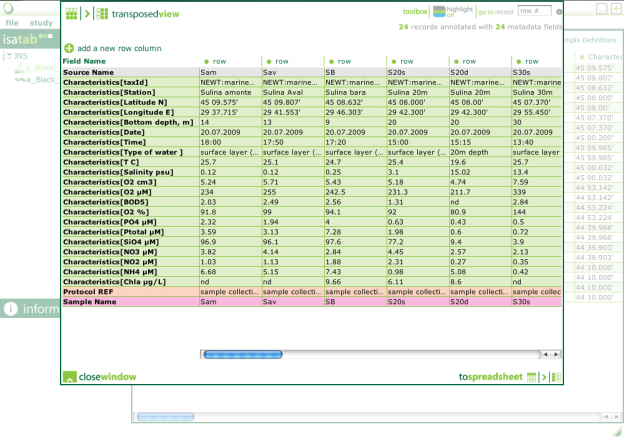 transposedview
toolbox highlight on go to record row #
24 records annotated with 24 metadata fields
file study
isatab
JNS
s_Black_
a_Black_
add a new row column
Field Name row row row row row row
Source Name Sam Sav SB S20s S20d S30s
Characteristics[taxId] NEWT:marine... NEWT:marine... NEWT:marine... NEWT:marine... NEWT:marine... NEWT:marine
Characteristics[Station] Sulina amonte Sulina Aval Sulina bara Sulina 20m Sulina 20m Sulina 30m
Characteristics[Latitude N] 45 09.575' 45 09.807' 45 08.632' 45 08.000' 45 08.00' 45 07.370'
Characteristics[Longitude E] 29 37.715' 29 41.553' 29 46.303' 29 42.300' 29 42.300' 29 55.450'
Characteristics[Bottom depth, m] 14 13 9 20 20 30
Characteristics[Date] 20.07.2009 20.07.2009 20.07.2009 20.07.2009 20.07.2009 20.07.2009
Characteristics[Time] 18:00 17:50 17:20 15:00 15:15 13:40
Characteristics[Type of water ] surface layer (... surface layer (... surface layer (... surface layer (... 20m depth surface layer
Characteristics[T C] 25.7 25.1 24.7 25.4 19.6 25.7
Characteristics[Salinity psu] 0.12 0.12 0.25 3.1 15.02 13.4
Characteristics[O2 cm3] 5.24 5.71 5.43 5.18 4.74 7.59
Characteristics[O2 µM] 234 255 242.5 231.3 211.7 339
Characteristics[BOD5] 2.03 2.49 2.56 1.31 nd 2.84
Characteristics[O2 %] 91.8 99 94.1 92 80.9 144
Characteristics[PO4 µM] 2.32 1.94 4 0.63 0.43 0.5
Characteristics[Ptotal µM] 3.59 3.13 7.28 1.98 0.6 0.72
Characteristics[SiO4 µM] 96.9 96.1 97.6 77.2 9.4 3.9
Characteristics[NO3 µM] 3.82 4.14 2.84 4.45 2.57 2.13
Characteristics[NO2 µM] 1.03 1.13 1.88 2.31 0.27 0.35
Characteristics[NH4 µM] 6.68 5.15 7.43 0.98 5.08 0.42
Characteristics[Chla µg/L] nd nd 9.66 6.11 8.6 nd
Protocol REF sample collecti... sample collecti... sample collecti... sample collecti... sample collecti... sample collec
Sample Name Sam Sav SB S20s S20d S30s
closewindow
tospreadsheet
inform
mple Definitions
Character
45 09.575'
45 09.807'
45 08.632'
45 08.000'
45 08.00'
45 07.370'
45 07.370'
45 00.200'
45 59.985'
45 59.985'
45 59.985'
44 53.142'
44 53.142'
44 53.224'
44 53.224'
44 39.968'
44 39.968'
44 39.903'
44 39.903'
44 10.000'
44 10.000'
44 10.000'
44 10.000'